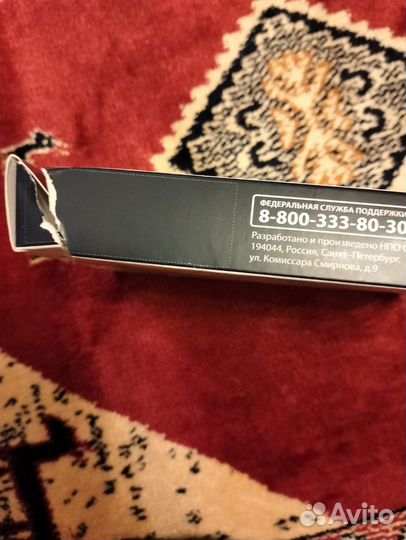 ФЕДЕРАЛЬНАЯ СЛУЖБА ПОДДЕРЖКИ
8-800-333-80-30
Разработано и произведено НПО
194044, Россия, Санкт-Петербург,
ул. Комиссара Смирнова, д.9
Avito